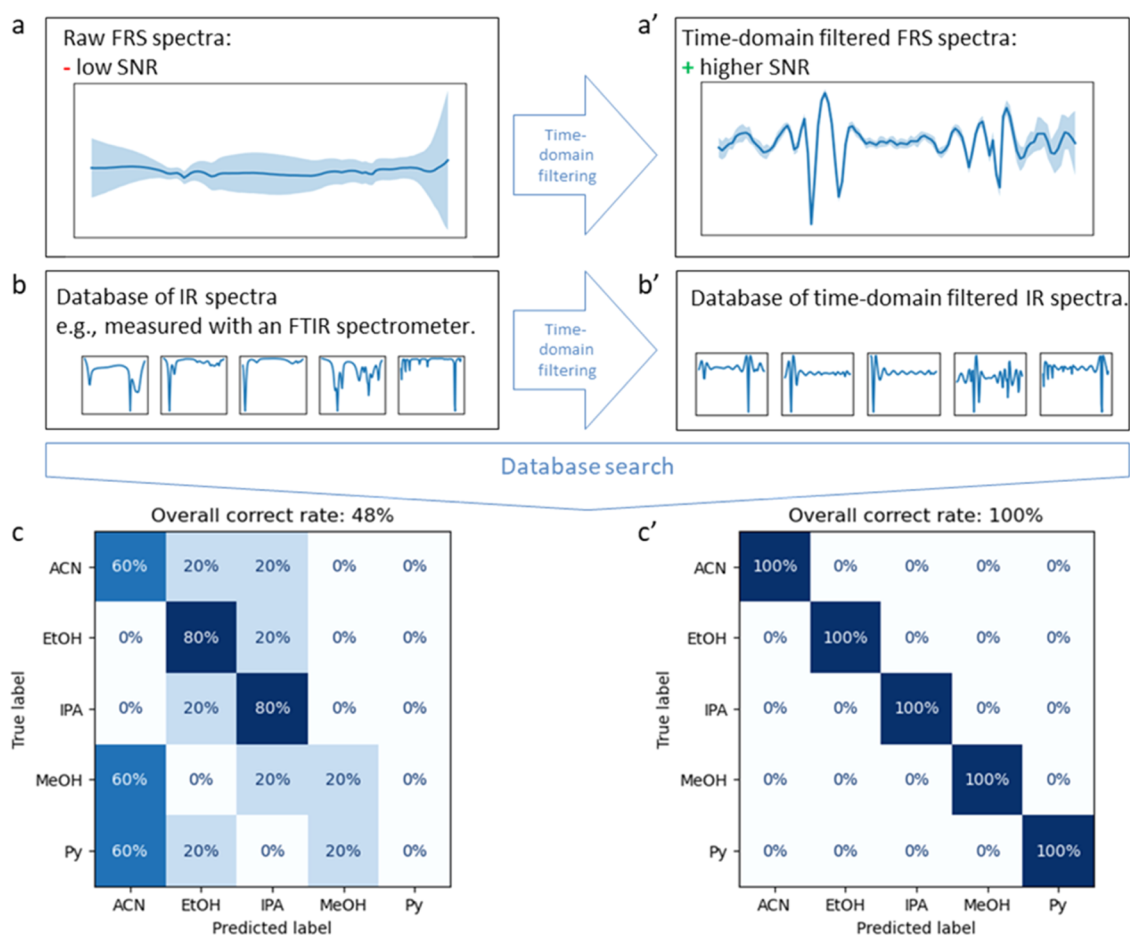 a
Raw FRS spectra:
- low SNR
Time-
domain
filtering
a’
Time-domain filtered FRS spectra:
+ higher SNR
b
Database of IR spectra
e.g., measured with an FTIR spectrometer.
Time-
domain
filtering
b’
Database of time-domain filtered IR spectra.
Database search
c
Overall correct rate: 48%
True label
ACN 60% 20% 20% 0% 0%
EtOH 0% 80% 20% 0% 0%
IPA 0% 20% 80% 0% 0%
MeOH 60% 0% 20% 20% 0%
Py 60% 20% 0% 20% 0%
ACN EtOH IPA MeOH Py
Predicted label
c’
Overall correct rate: 100%
True label
ACN 100% 0% 0% 0% 0%
EtOH 0% 100% 0% 0% 0%
IPA 0% 0% 100% 0% 0%
MeOH 0% 0% 0% 100% 0%
Py 0% 0% 0% 0% 100%
ACN EtOH IPA MeOH Py
Predicted label